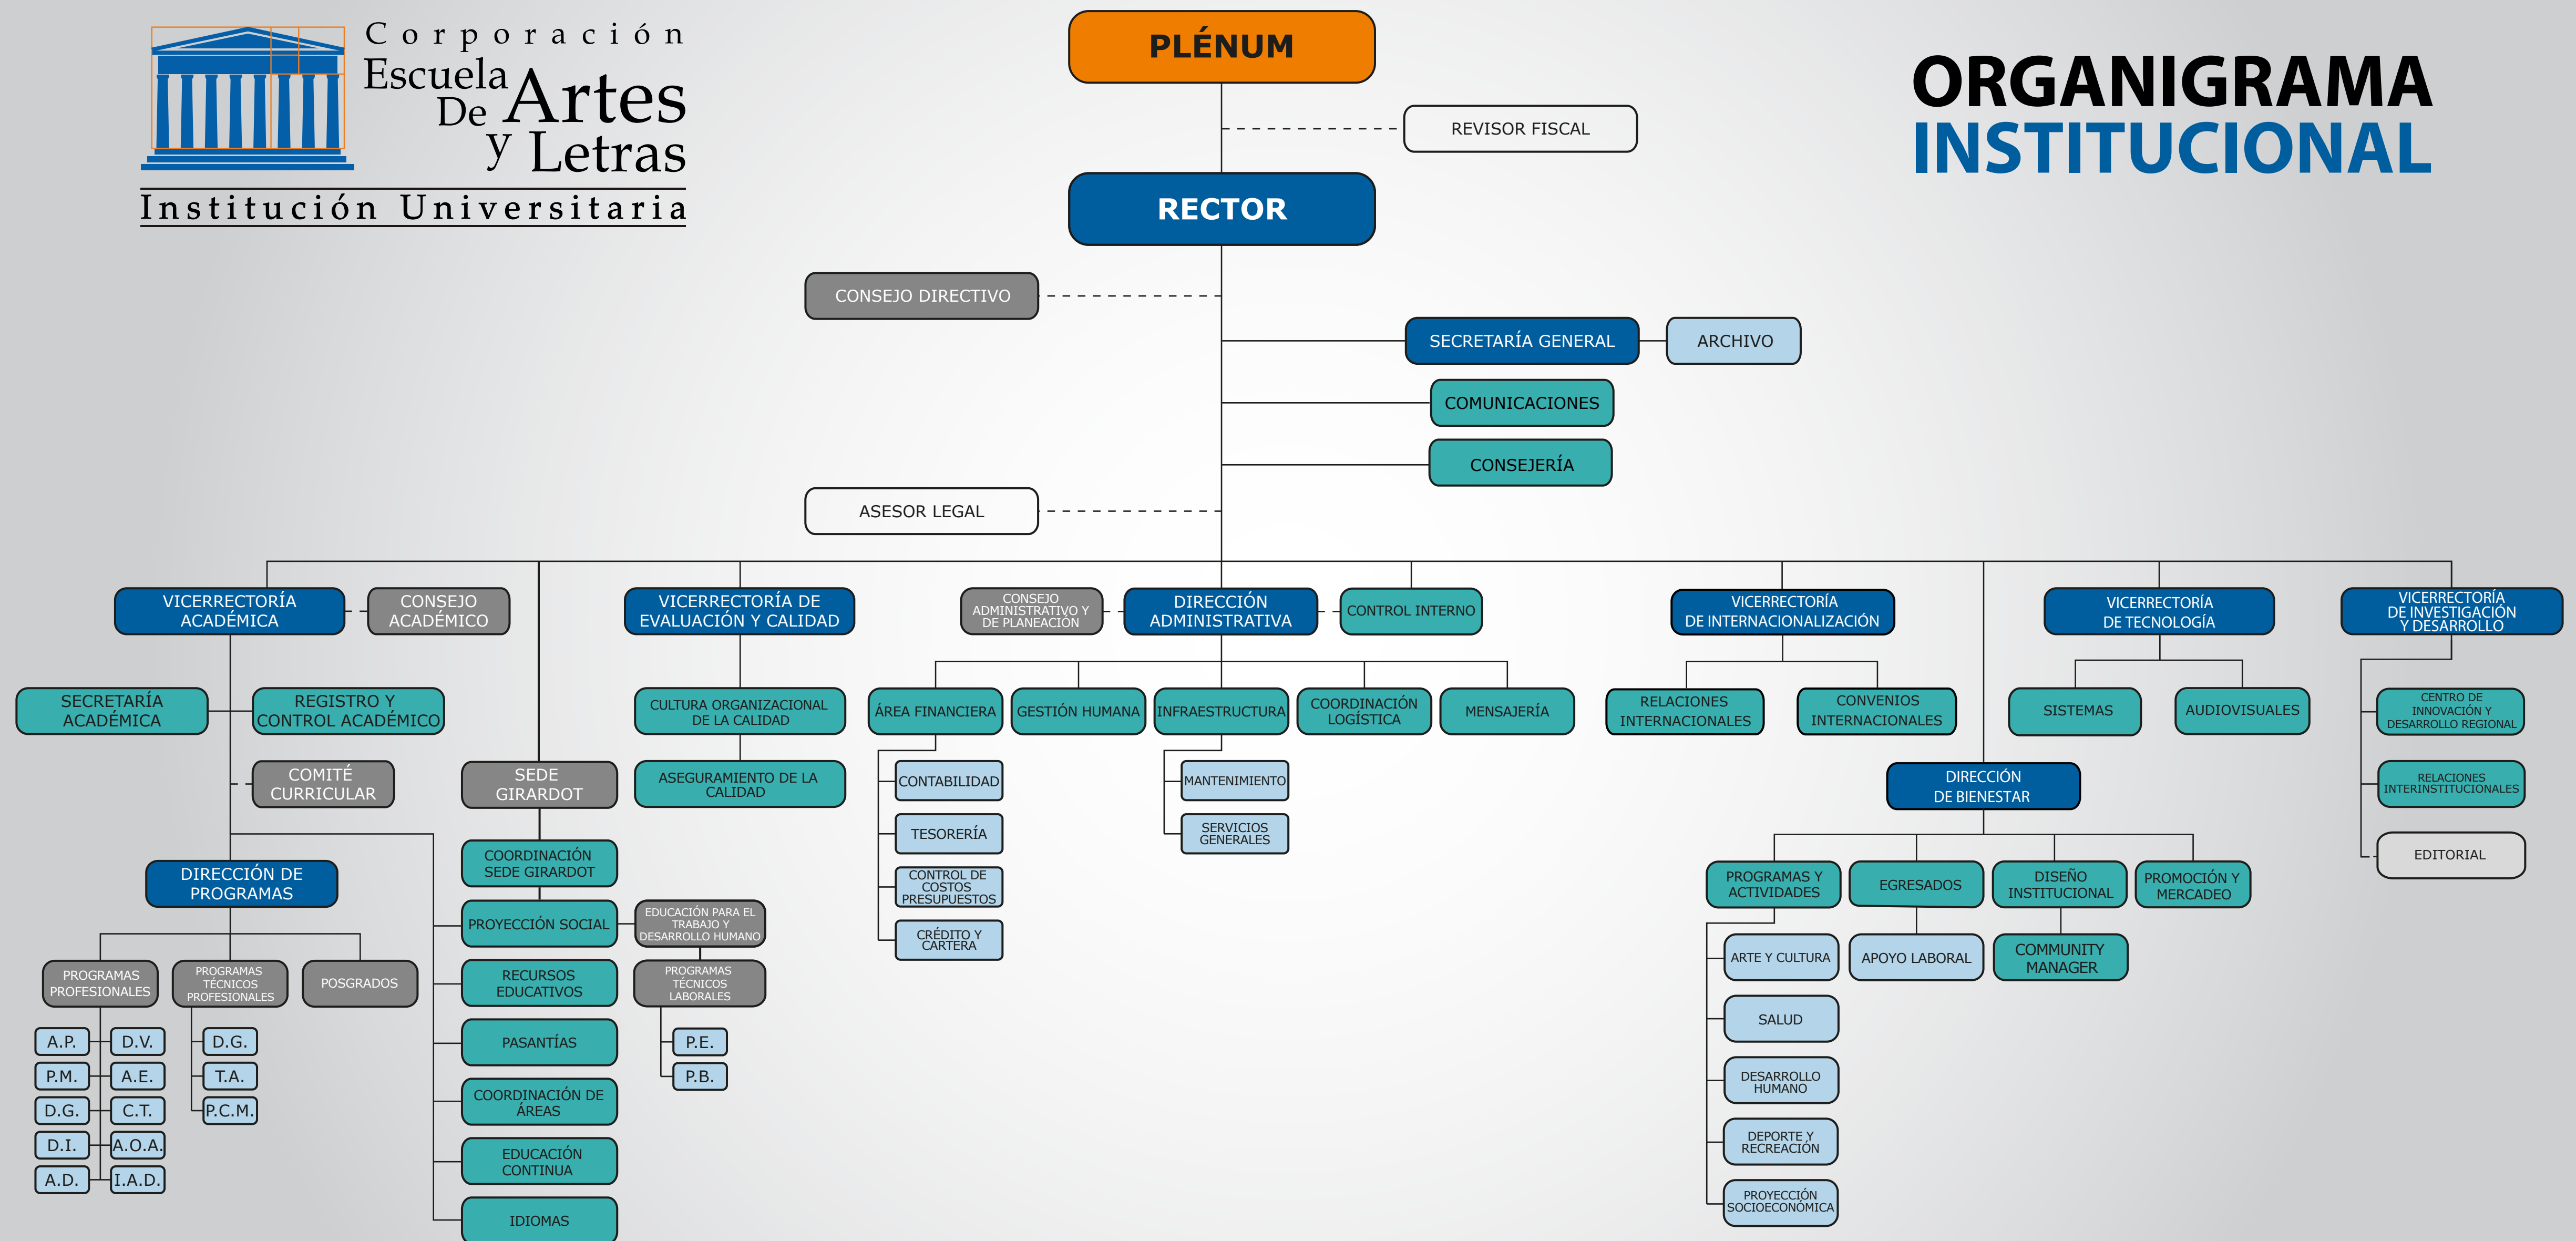 Corporación
Escuela
De Artes
y Letras
Institución Universitaria
ORGANIGRAMA
INSTITUCIONAL
PLÉNUM
REVISOR FISCAL
RECTOR
CONSEJO DIRECTIVO
SECRETARÍA GENERAL
ARCHIVO
COMUNICACIONES
CONSEJERÍA
ASESOR LEGAL
VICERRECTORÍA
ACADÉMICA
CONSEJO
ACADÉMICO
VICERRECTORÍA DE
EVALUACIÓN Y CALIDAD
CONSEJO
ADMINISTRATIVO Y
DE PLANEACIÓN
DIRECCIÓN
ADMINISTRATIVA
CONTROL INTERNO
VICERRECTORÍA
DE INTERNACIONALIZACIÓN
VICERRECTORÍA
DE TECNOLOGÍA
VICERRECTORÍA
DE INVESTIGACIÓN
Y DESARROLLO
SECRETARÍA
ACADÉMICA
REGISTRO Y
CONTROL ACADÉMICO
CULTURA ORGANIZACIONAL
DE LA CALIDAD
ÁREA FINANCIERA
GESTIÓN HUMANA
INFRAESTRUCTURA
COORDINACIÓN
LOGÍSTICA
MENSAJERÍA
RELACIONES
INTERNACIONALES
CONVENIOS
INTERNACIONALES
SISTEMAS
AUDIOVISUALES
CENTRO DE
INNOVACIÓN Y
DESARROLLO REGIONAL
COMITÉ
CURRICULAR
SEDE
GIRARDOT
ASEGURAMIENTO DE LA
CALIDAD
CONTABILIDAD
MANTENIMIENTO
DIRECCIÓN
DE BIENESTAR
RELACIONES
INTERINSTITUCIONALES
TESORERÍA
SERVICIOS
GENERALES
COORDINACIÓN
SEDE GIRARDOT
EDITORIAL
DIRECCIÓN DE
PROGRAMAS
CONTROL DE
COSTOS
PRESUPUESTOS
PROGRAMAS Y
ACTIVIDADES
EGRESADOS
DISEÑO
INSTITUCIONAL
PROMOCIÓN Y
MERCADEO
PROYECCIÓN SOCIAL
EDUCACIÓN PARA EL
TRABAJO Y
DESARROLLO HUMANO
CRÉDITO Y
CARTERA
ARTE Y CULTURA
APOYO LABORAL
COMMUNITY
MANAGER
PROGRAMAS
PROFESIONALES
PROGRAMAS
TÉCNICOS
PROFESIONALES
POSGRADOS
RECURSOS
EDUCATIVOS
PROGRAMAS
TÉCNICOS
LABORALES
SALUD
A.P.
D.V.
D.G.
PASANTÍAS
P.E.
P.M.
A.E.
T.A.
P.B.
DESARROLLO
HUMANO
D.G.
C.T.
P.C.M.
COORDINACIÓN DE
ÁREAS
D.I.
A.O.A.
DEPORTE Y
RECREACIÓN
A.D.
I.A.D.
EDUCACIÓN
CONTINUA
PROYECCIÓN
SOCIOECONÓMICA
IDIOMAS